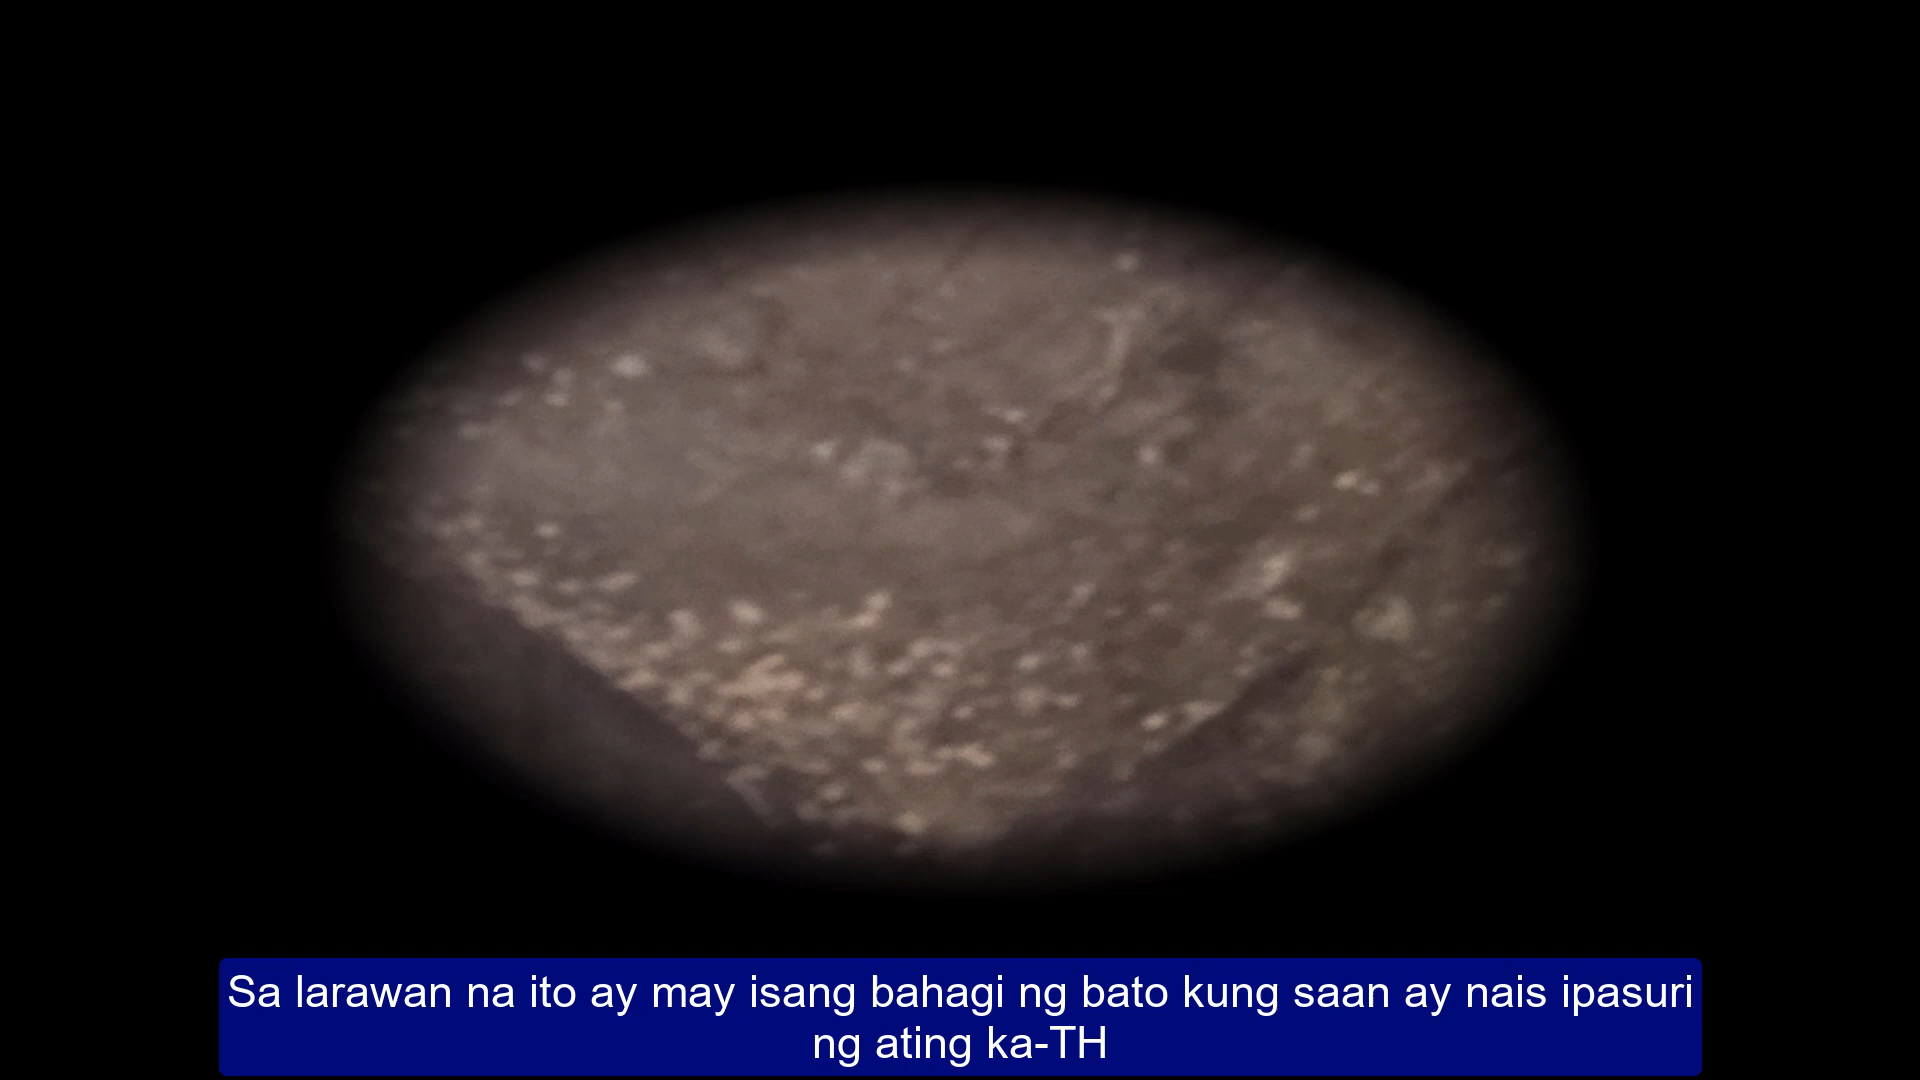 Sa larawan na ito ay may isang bahagi ng bato kung saan ay nais ipasuri
ng ating ka-TH